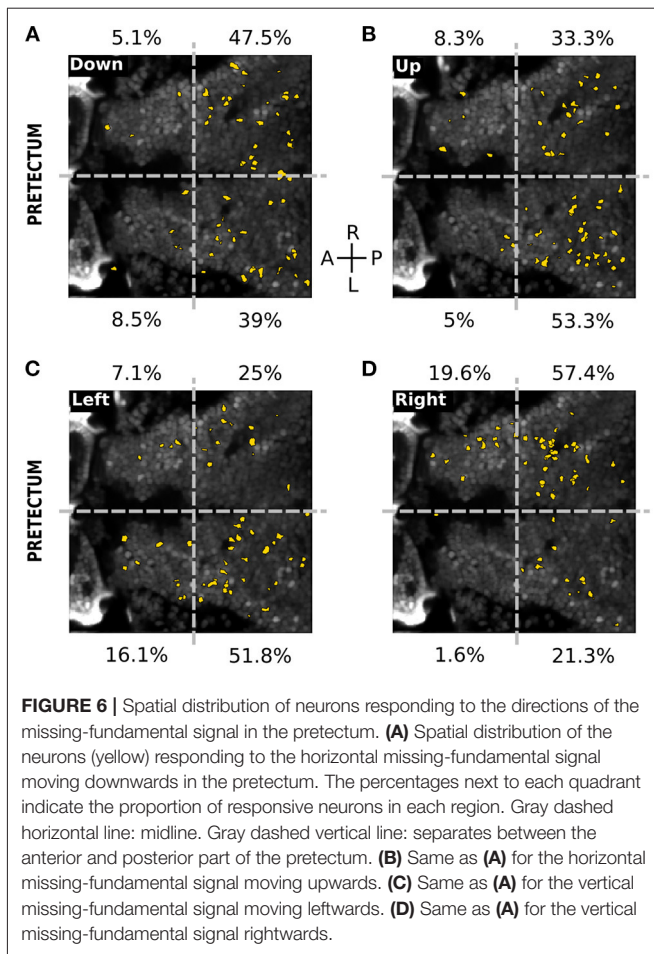 A
5.1%
47.5%
Down
PRETECTUM
8.5%
39%
B
8.3%
33.3%
Up
5%
53.3%
R
A
P
L
C
7.1%
25%
Left
PRETECTUM
16.1%
51.8%
D
19.6%
57.4%
Right
1.6%
21.3%
FIGURE 6 | Spatial distribution of neurons responding to the directions of the
missing-fundamental signal in the pretectum. (A) Spatial distribution of the
neurons (yellow) responding to the horizontal missing-fundamental signal
moving downwards in the pretectum. The percentages next to each quadrant
indicate the proportion of responsive neurons in each region. Gray dashed
horizontal line: midline. Gray dashed vertical line: separates between the
anterior and posterior part of the pretectum. (B) Same as (A) for the horizontal
missing-fundamental signal moving upwards. (C) Same as (A) for the vertical
missing-fundamental signal moving leftwards. (D) Same as (A) for the vertical
missing-fundamental signal rightwards.